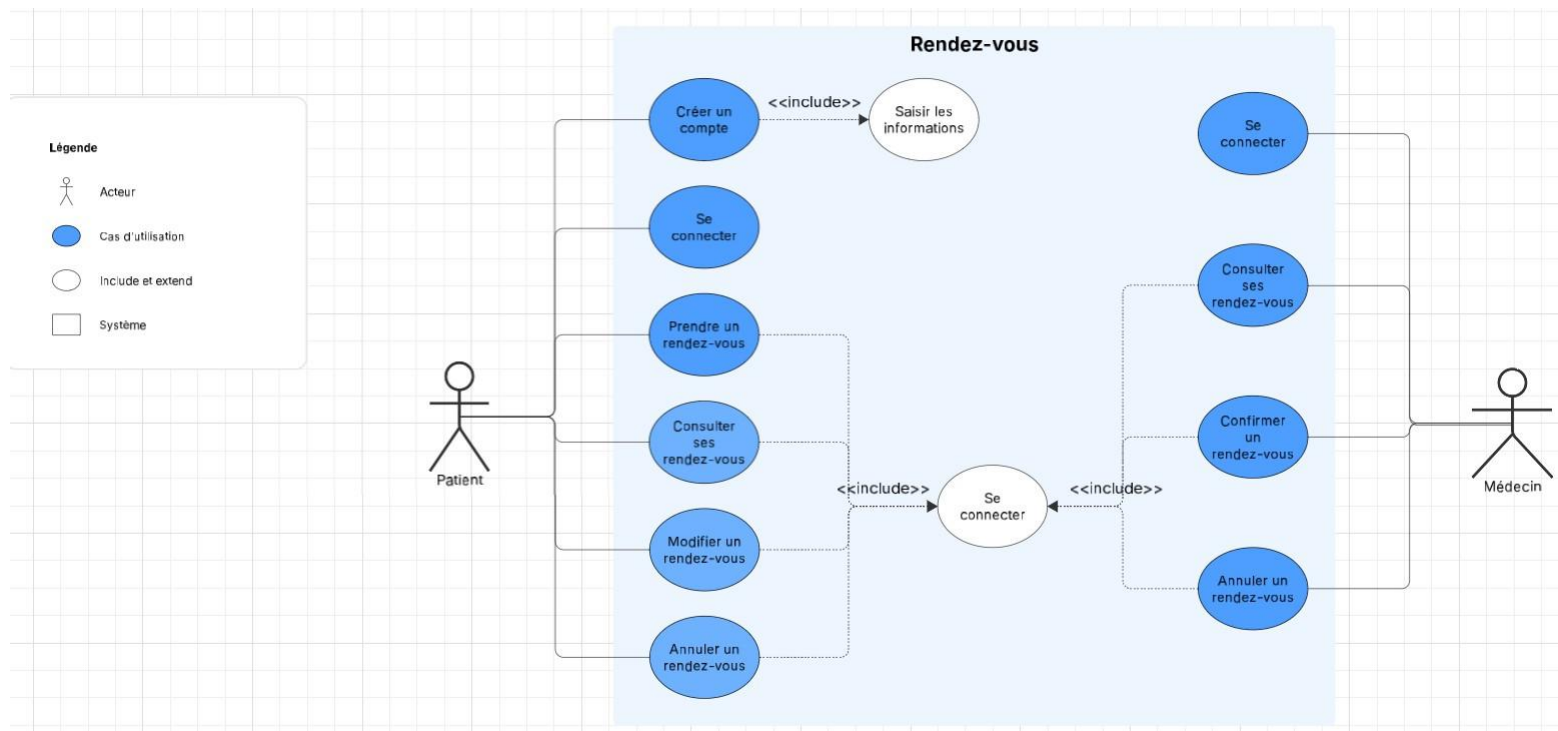 Rendez-vous
Légende
Acteur
Cas d'utilisation
Include et extend
Système
Patient
Créer un
compte
<<include>>
Saisir les
informations
Se
connecter
Prendre un
rendez-vous
Consulter
ses
rendez-vous
Modifier un
rendez-vous
Annuler un
rendez-vous
<<include>>
Se
connecter
<<include>>
Se
connecter
Consulter
ses
rendez-vous
Confirmer
un
rendez-vous
Annuler un
rendez-vous
Médecin